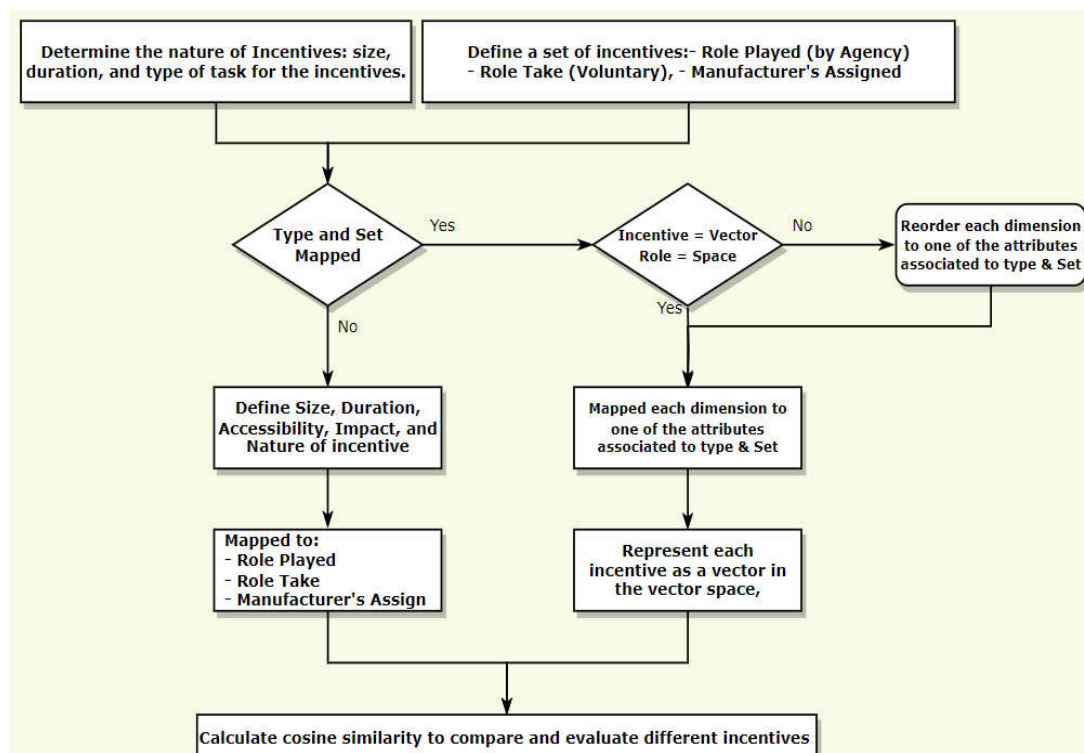 Determine the nature of Incentives: size,
duration, and type of task for the incentives.
Define a set of incentives:- Role Played (by Agency)
- Role Take (Voluntary), - Manufacturer's Assigned
Type and Set
Mapped
Yes
Incentive = Vector
Role = Space
No
Reorder each dimension
to one of the attributes
associated to type & Set
No
Yes
Define Size, Duration,
Accessibility, Impact, and
Nature of incentive
Mapped each dimension to
one of the attributes
associated to type & Set
Mapped to:
- Role Played
- Role Take
- Manufacturer's Assign
Represent each
incentive as a vector in
the vector space,
Calculate cosine similarity to compare and evaluate different incentives